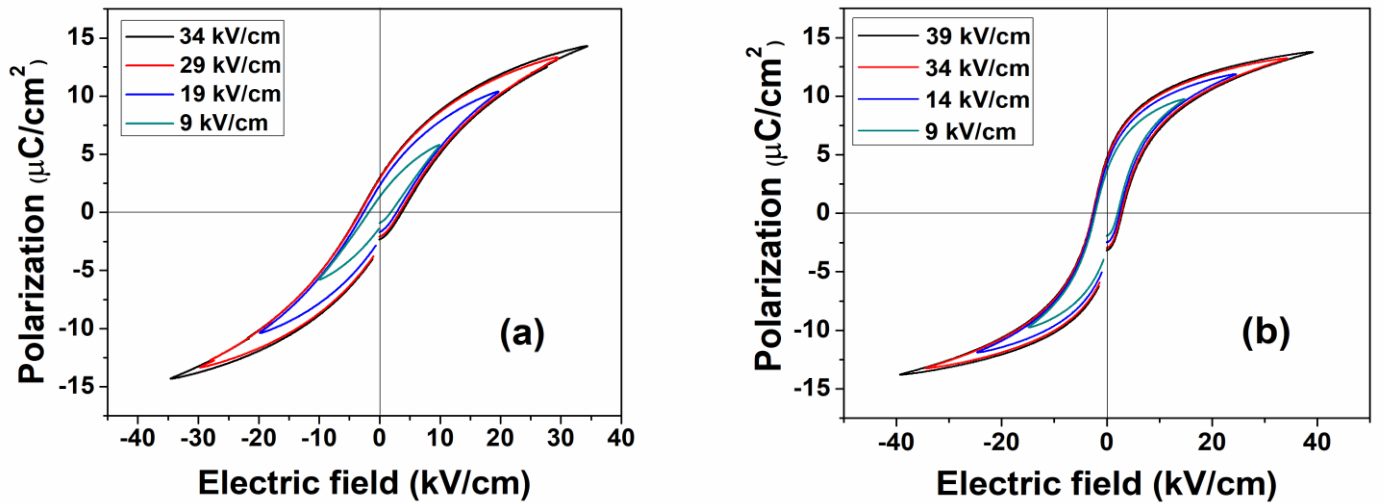 34 kV/cm
29 kV/cm
19 kV/cm
9 kV/cm
15
10
5
0
-5
-10
-15
Polarization (μC/cm²)
(a)
-40 -30 -20 -10 0 10 20 30 40
Electric field (kV/cm)
39 kV/cm
34 kV/cm
14 kV/cm
9 kV/cm
15
10
5
0
-5
-10
-15
Polarization (μC/cm²)
(b)
-40 -20 0 20 40
Electric field (kV/cm)